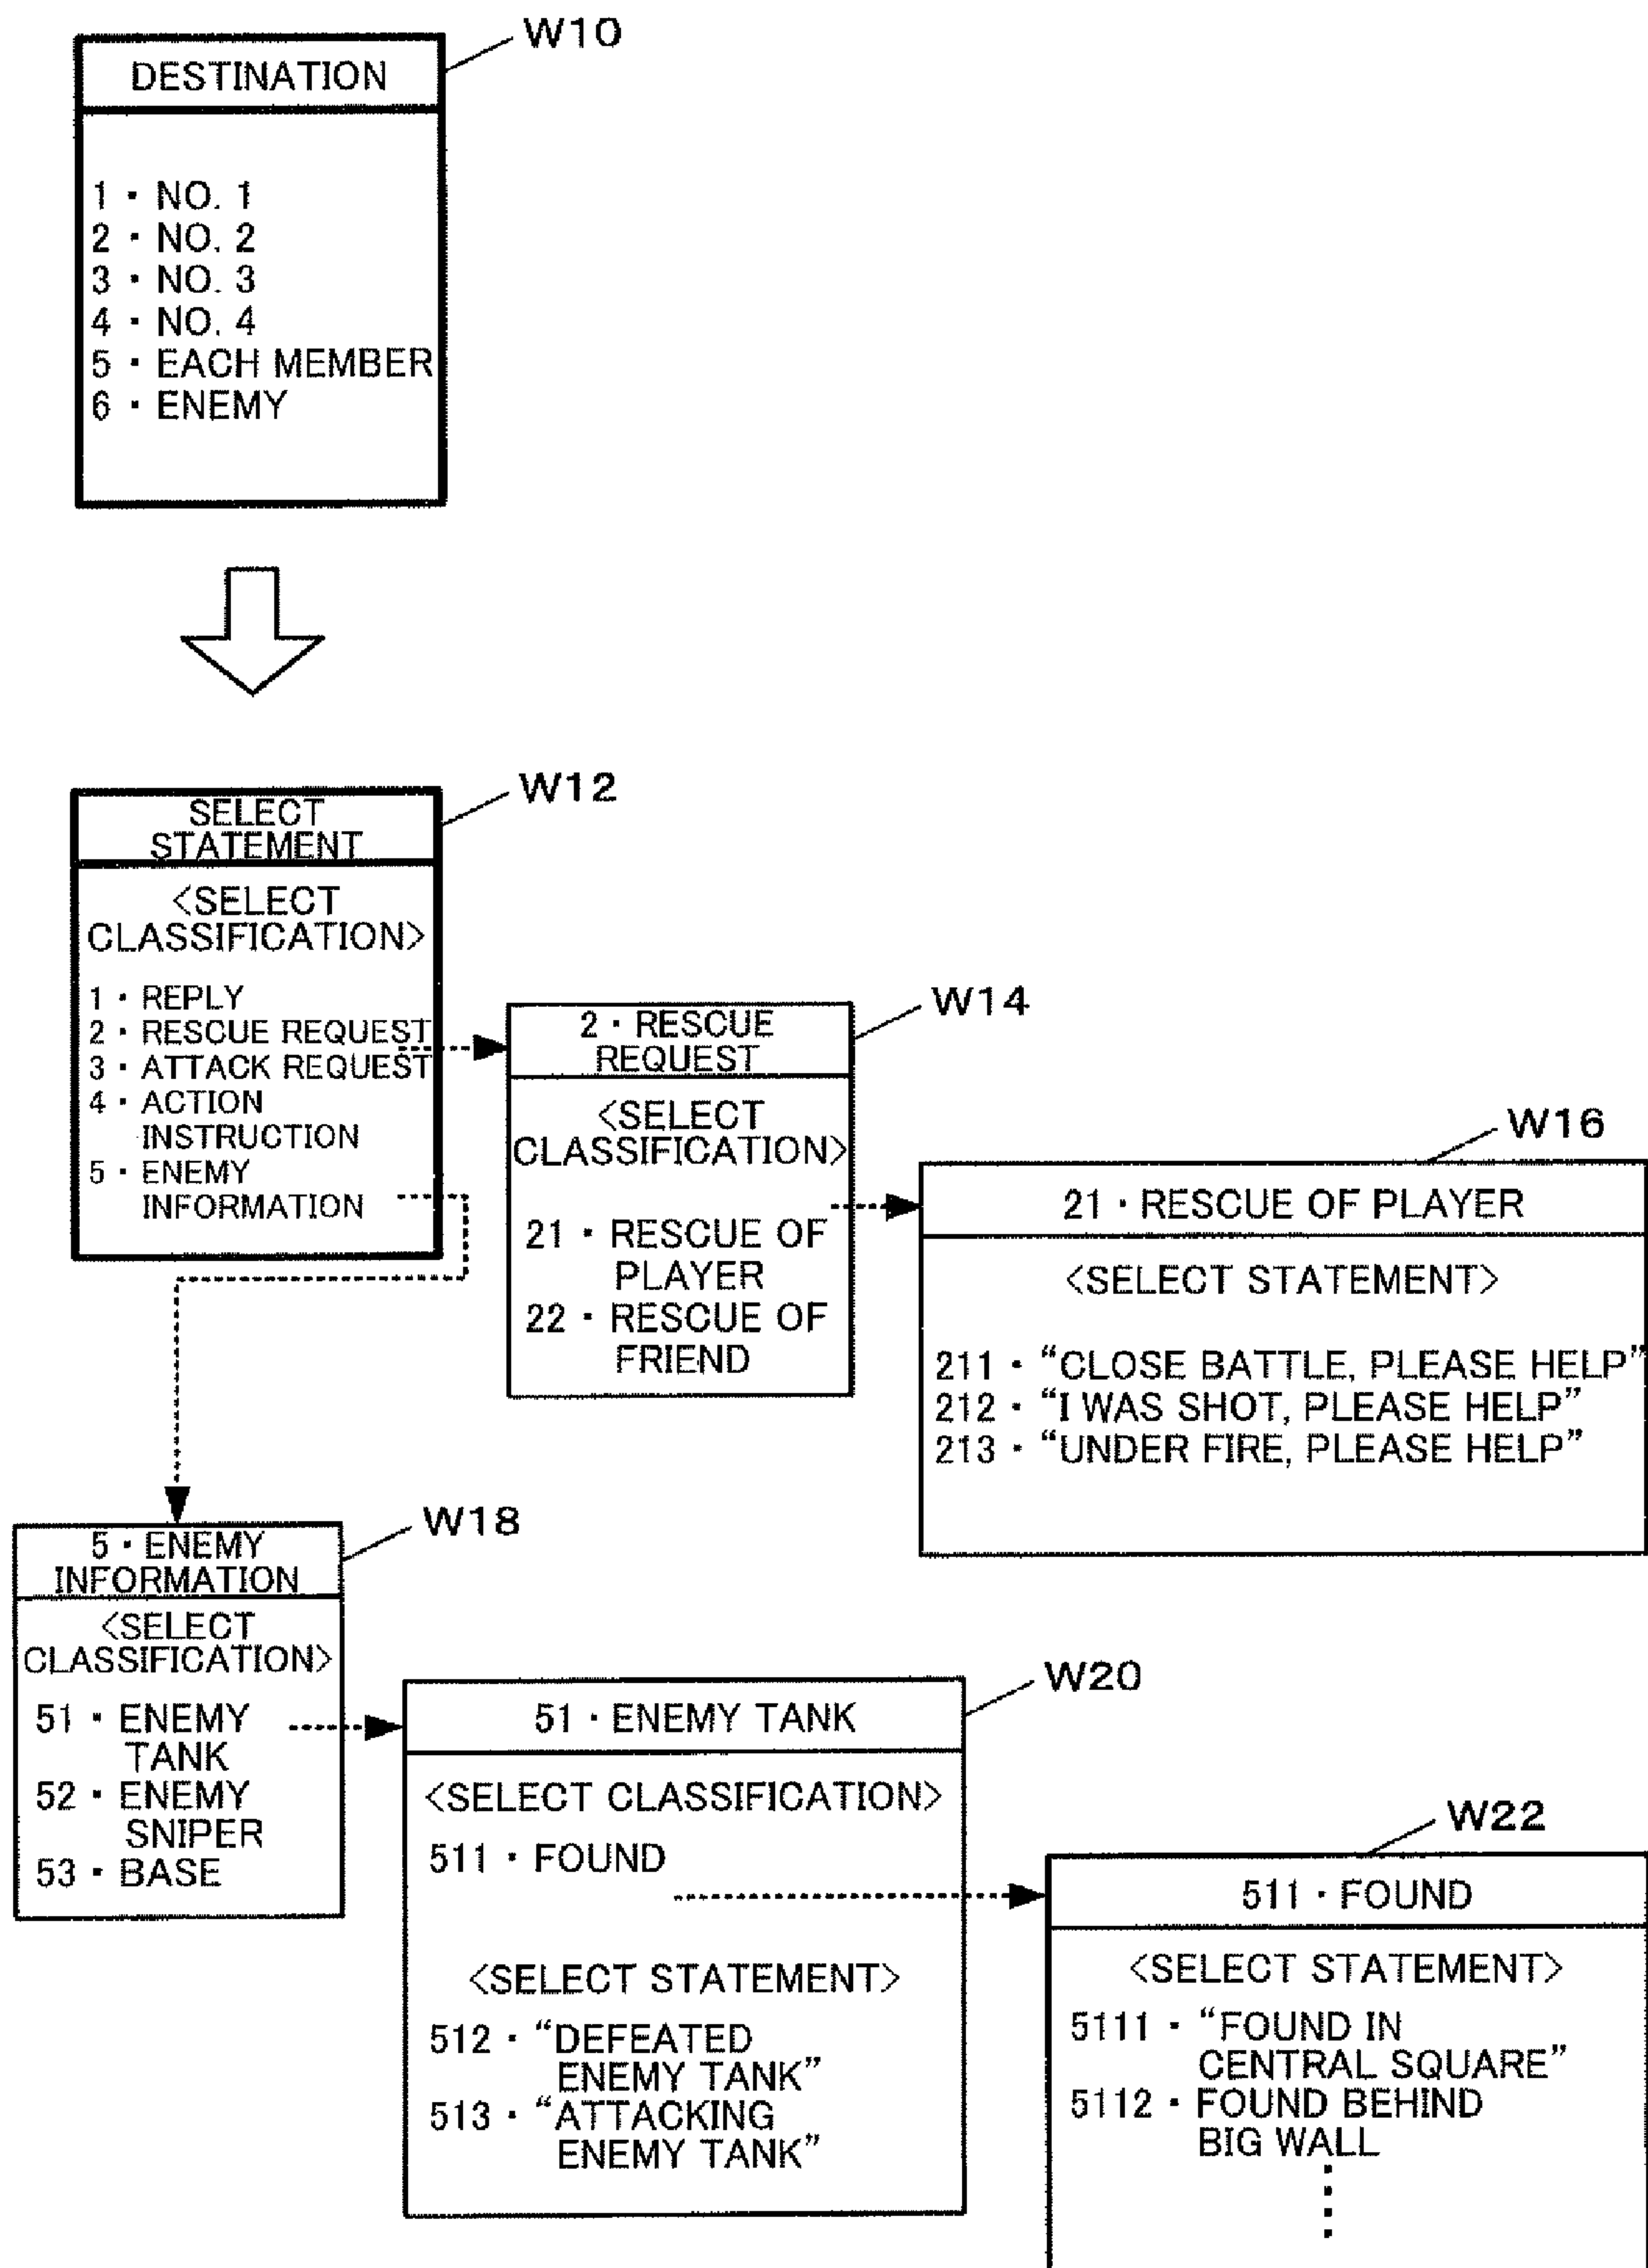 W10
DESTINATION
1・NO. 1
2・NO. 2
3・NO. 3
4・NO. 4
5・EACH MEMBER
6・ENEMY
W12
SELECT
STATEMENT
<SELECT
CLASSIFICATION>
1・REPLY
2・RESCUE REQUEST
3・ATTACK REQUEST
4・ACTION
INSTRUCTION
5・ENEMY
INFORMATION
W14
2・RESCUE
REQUEST
<SELECT
CLASSIFICATION>
21・RESCUE OF
PLAYER
22・RESCUE OF
FRIEND
W16
21・RESCUE OF PLAYER
<SELECT STATEMENT>
211・“CLOSE BATTLE, PLEASE HELP”
212・“I WAS SHOT, PLEASE HELP”
213・“UNDER FIRE, PLEASE HELP”
W18
5・ENEMY
INFORMATION
<SELECT
CLASSIFICATION>
51・ENEMY
TANK
52・ENEMY
SNIPER
53・BASE
W20
51・ENEMY TANK
<SELECT CLASSIFICATION>
511・FOUND
<SELECT STATEMENT>
512・“DEFEATED
ENEMY TANK”
513・“ATTACKING
ENEMY TANK”
W22
511・FOUND
<SELECT STATEMENT>
5111・“FOUND IN
CENTRAL SQUARE”
5112・FOUND BEHIND
BIG WALL